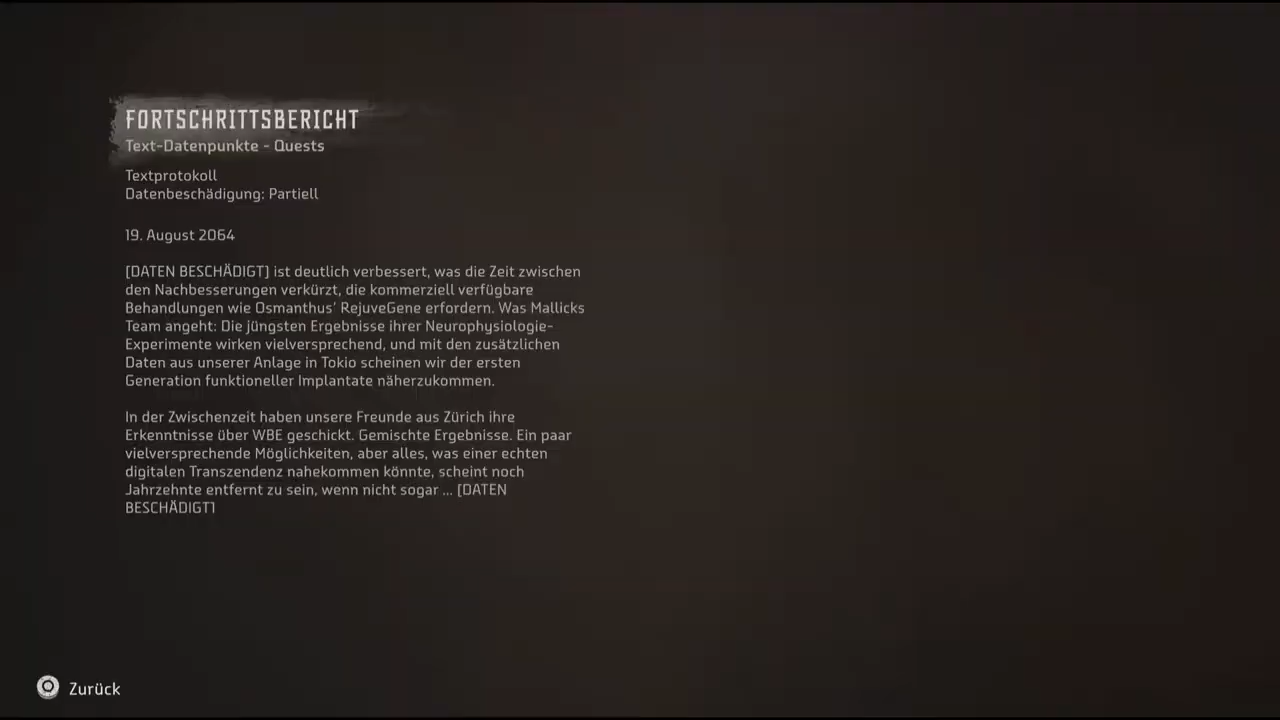 FORTSCHRITTSBERICHT
Text-Datenpunkte - Quests
Textprotokoll
Datenbeschädigung: Partiell
19. August 2064
[DATEN BESCHÄDIGT] ist deutlich verbessert, was die Zeit zwischen
den Nachbesserungen verkürzt, die kommerziell verfügbare
Behandlungen wie Osmanthus' RejuveGene erfordern. Was Mallicks
Team angeht: Die jüngsten Ergebnisse ihrer Neurophysiologie-
Experimente wirken vielversprechend, und mit den zusätzlichen
Daten aus unserer Anlage in Tokio scheinen wir der ersten
Generation funktioneller Implantate näherzukommen.
In der Zwischenzeit haben unsere Freunde aus Zürich ihre
Erkenntnisse über WBE geschickt. Gemischte Ergebnisse. Ein paar
vielversprechende Möglichkeiten, aber alles, was einer echten
digitalen Transzendenz nahekommen könnte, scheint noch
Jahrzehnte entfernt zu sein, wenn nicht sogar ... [DATEN
BESCHÄDIGT]
Zurück